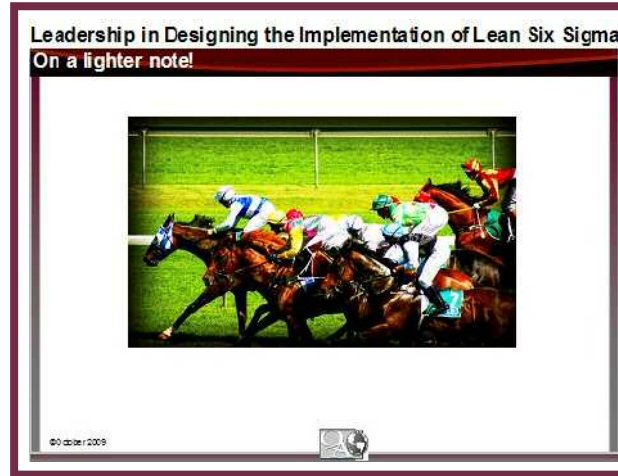 Leadership in Designing the Implementation of Lean Six Sigma
On a lighter note!
©October 2009